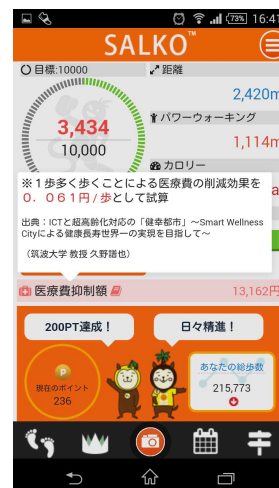 73% 16:41
SALKO™
目標:10000
距離
2,420m
3,434
10,000
パワーウォーキング
1,114m
カロリー
※１歩多く歩くことによる医療費の削減効果を
０．０６１円/歩として試算
出典：ICTと超高齢化対応の「健幸都市」～Smart Wellness
Cityによる健康長寿世界一の実現を目指して～
（筑波大学 教授 久野譜也）
医療費抑制額
13,162円
200PT達成！
日々精進！
P
現在のポイント
236
あなたの総歩数
215,773